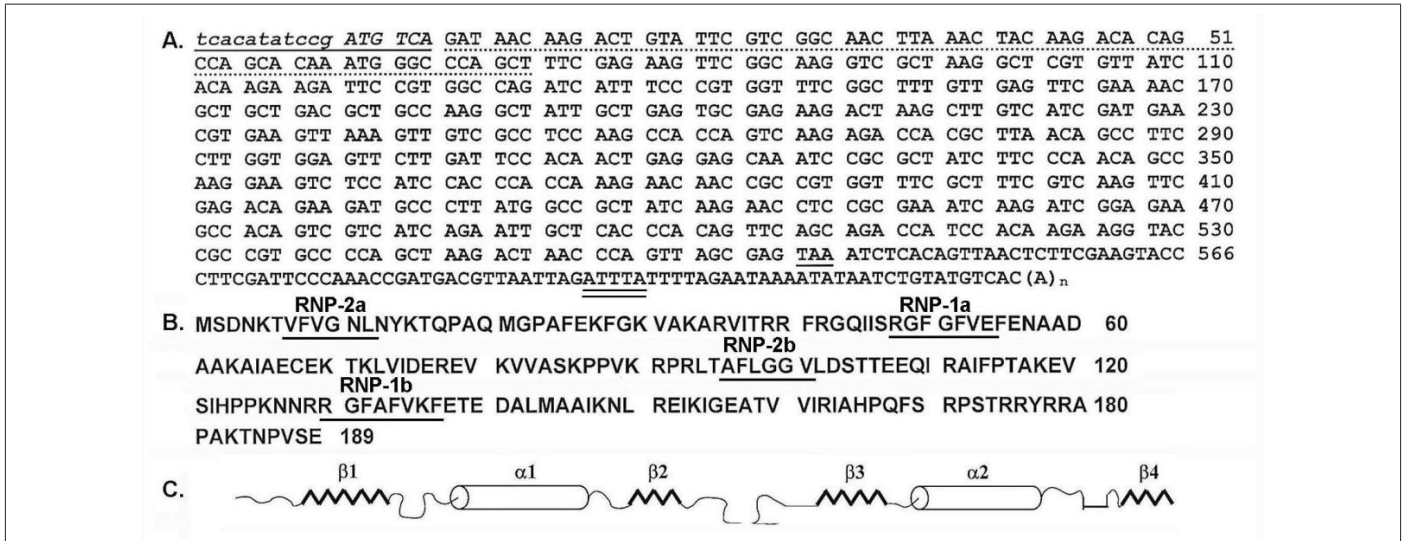 A. tcacatatccg ATG TCA GAT AAC AAG ACT GTA TTC GTC GGC AAC TTA AAC TAC AAG ACA CAG 51
CCA GCA CAA ATG GGC CCA GCT TTC GAG AAG TTC GGC AAG GTC GCT AAG GCT CGT GTT ATC 110
ACA AGA AGA TTC CGT GGC CAG ATC ATT TCC CGT GGT TTC GGC TTT GTT GAG TTC GAA AAC 170
GCT GCT GAC GCT GCC AAG GCT ATT GCT GAG TGC GAG AAG ACT AAG CTT GTC ATC GAT GAA 230
CGT GAA GTT AAA GTT GTC GCC TCC AAG CCA CCA GTC AAG AGA CCA CGC TTA ACA GCC TTC 290
CTT GGT GGA GTT CTT GAT TCC ACA ACT GAG GAG CAA ATC CGC GCT ATC TTC CCA ACA GCC 350
AAG GAA GTC TCC ATC CAC CCA CCA AAG AAC AAC CGC CGT GGT TTC GCT TTC GTC AAG TTC 410
GAG ACA GAA GAT GCC CTT ATG GCC GCT ATC AAG AAC CTC CGC GAA ATC AAG ATC GGA GAA 470
GCC ACA GTC GTC ATC AGA ATT GCT CAC CCA CAG TTC AGC AGA CCA TCC ACA AGA AGG TAC 530
CGC CGT GCC CCA GCT AAG ACT AAC CCA GTT AGC GAG TAA ATCTCACAGTTAACTCTTCGAAGTACC 566
CTTCGATTCCCAAACCGATGACGTTAATTAGATTTATTTTAGAATAAAATATAATCTGTATGTCAC (A)n
RNP-2a RNP-1a
B. MSDNKTVFVG NLNYKTQPAQ MGPAFEKFGK VAKARVITRR FRGQIISRGF GFVEFENAAD 60
RNP-2b
AAKAIAECEK TKLVIDEREV KVVASKPPVK RPRLTAFLGG VLDSTTEEQI RAIFPTAKEV 120
RNP-1b
SIHPPKNNRR GFAFVKFETE DALMAAIKNL REIKIGEATV VIRIAHPQFS RPSTRRYRRA 180
PAKTNPVSE 189
β1 α1 β2 β3 α2 β4
C.